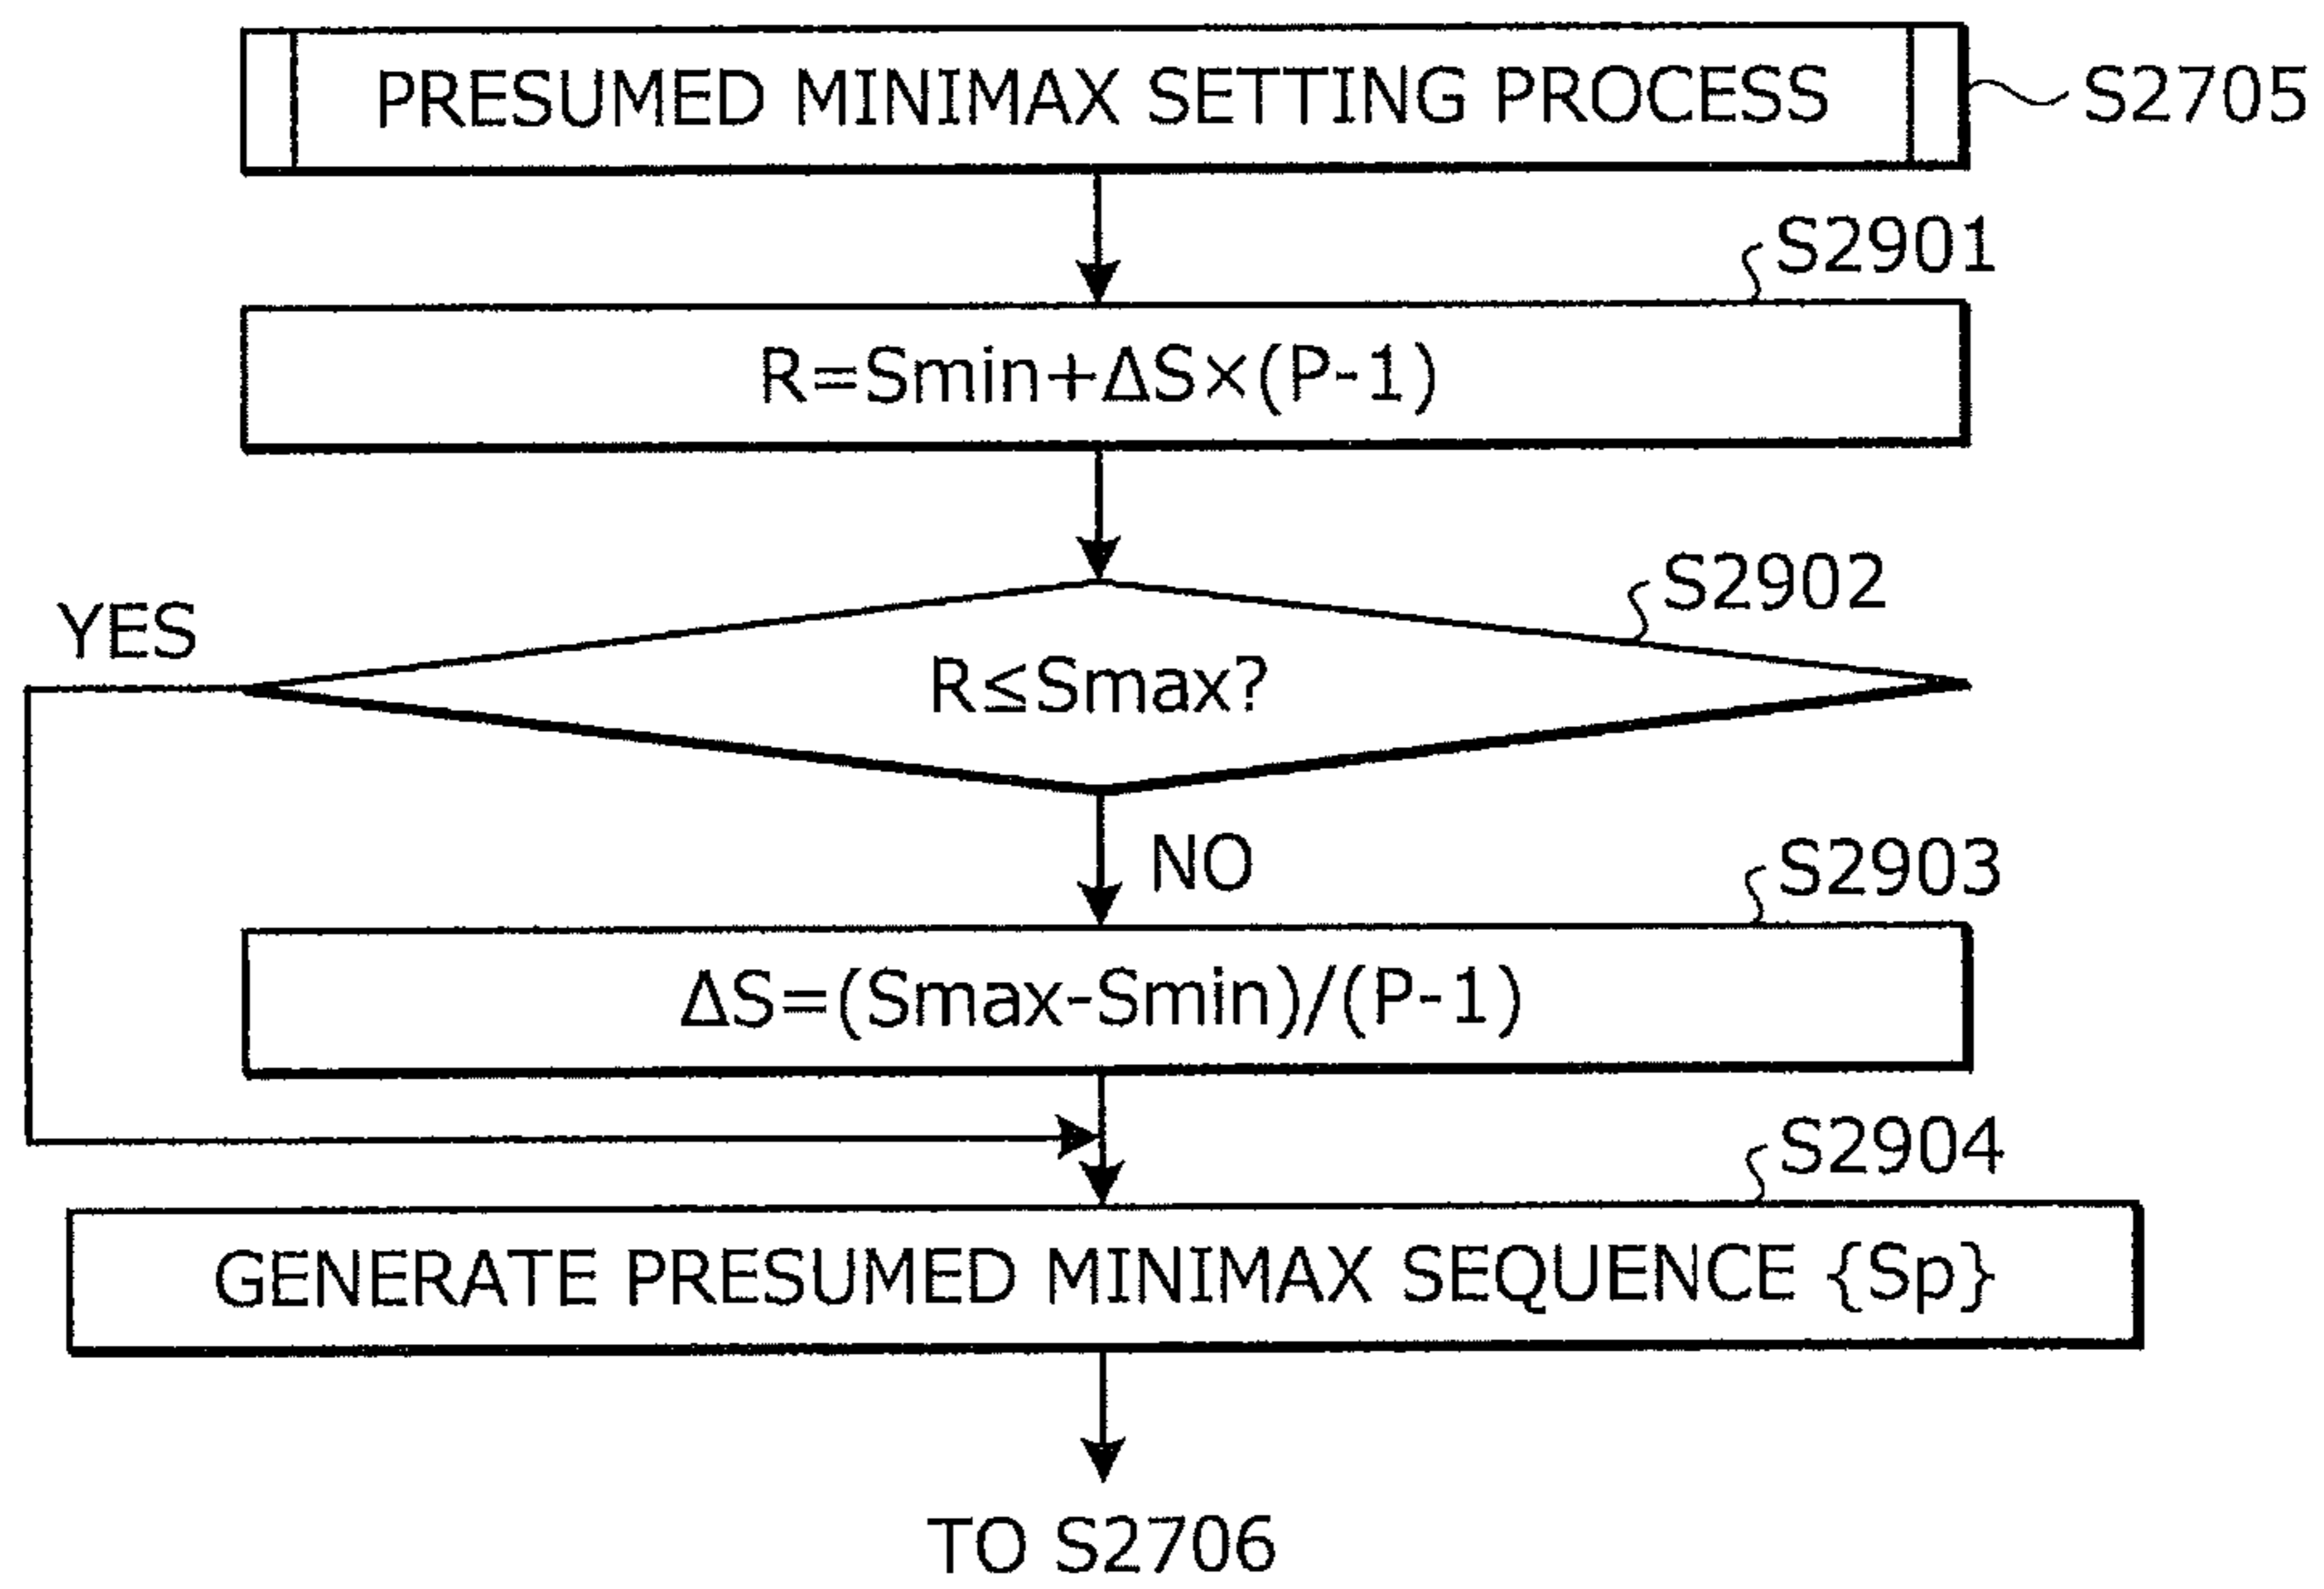 PRESUMED MINIMAX SETTING PROCESS
S2705
S2901
R=Smin+ΔS×(P-1)
S2902
YES
R≤Smax?
NO
S2903
ΔS=(Smax-Smin)/(P-1)
S2904
GENERATE PRESUMED MINIMAX SEQUENCE {Sp}
TO S2706